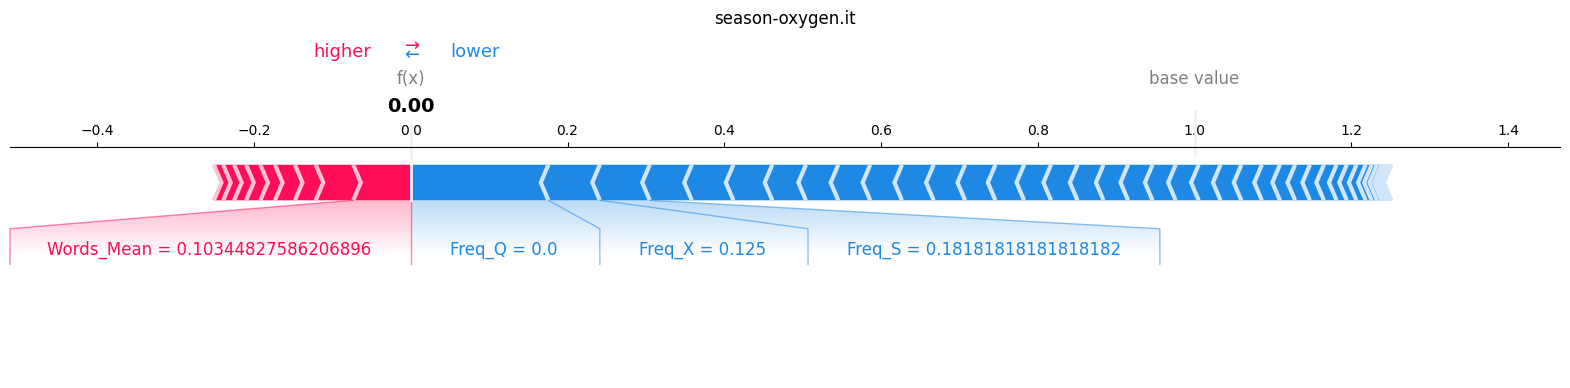 season-oxygen.it
higher → ← lower
f(x) base value
0.00
−0.4 −0.2 0.0 0.2 0.4 0.6 0.8 1.0 1.2 1.4
Words_Mean = 0.10344827586206896 Freq_Q = 0.0 Freq_X = 0.125 Freq_S = 0.18181818181818182